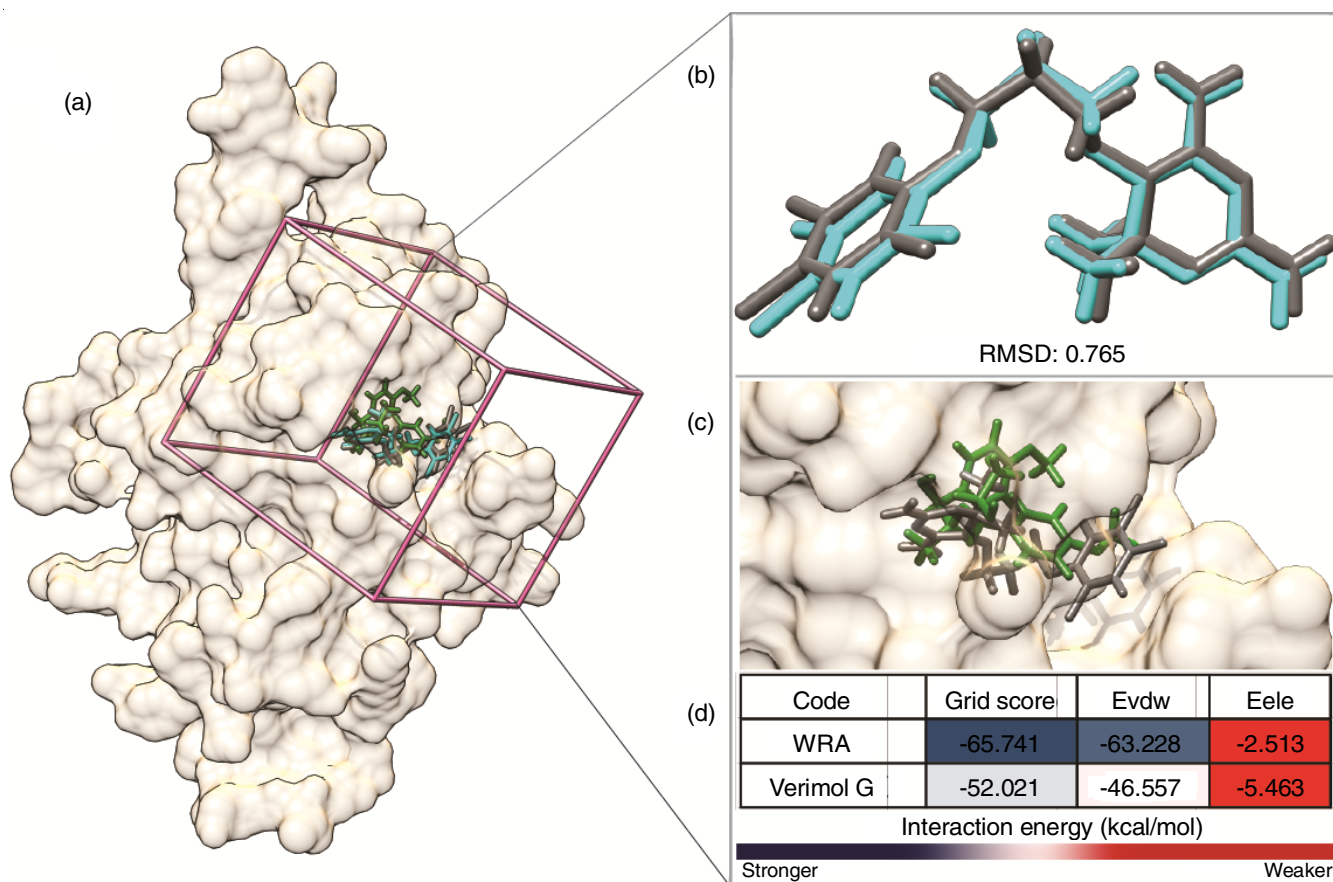 (a)
(b)
RMSD: 0.765
(c)
(d)
Code Grid score Evdw Eele
WRA -65.741 -63.228 -2.513
Verimol G -52.021 -46.557 -5.463
Interaction energy (kcal/mol)
Stronger Weaker